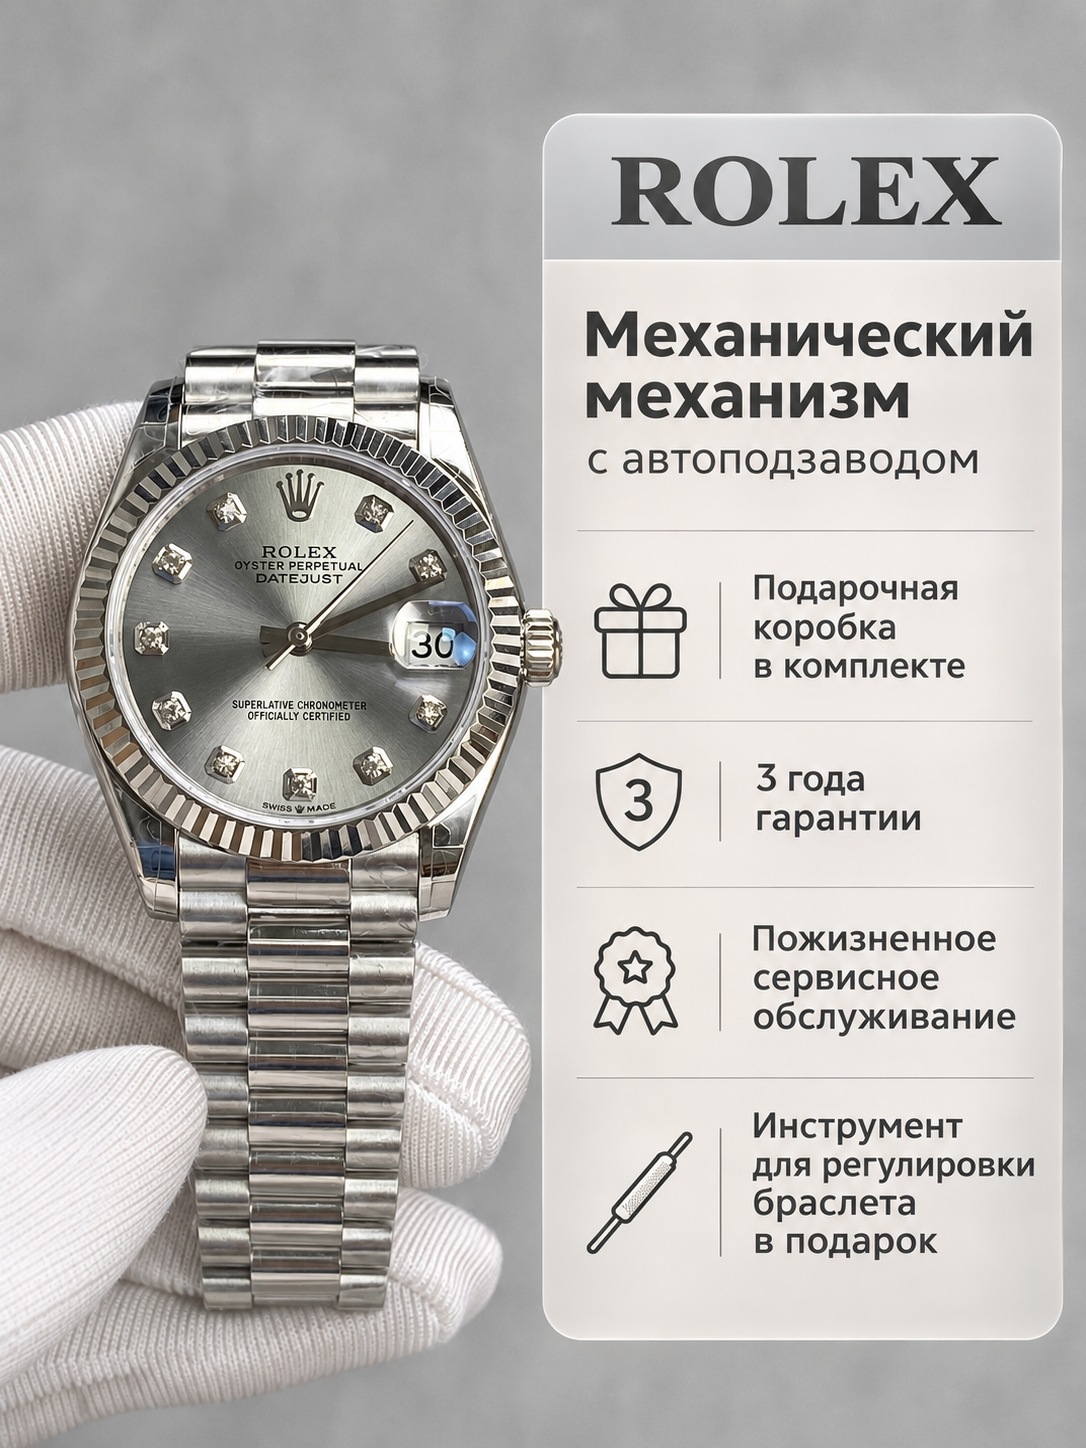 ROLEX
Механический
механизм
с автоподзаводом
Подарочная
коробка
в комплекте
3
3 года
гарантии
Пожизненное
сервисное
обслуживание
Инструмент
для регулировки
браслета
в подарок
ROLEX
OYSTER PERPETUAL
DATEJUST
30
SUPERLATIVE CHRONOMETER
OFFICIALLY CERTIFIED
SWISS MADE